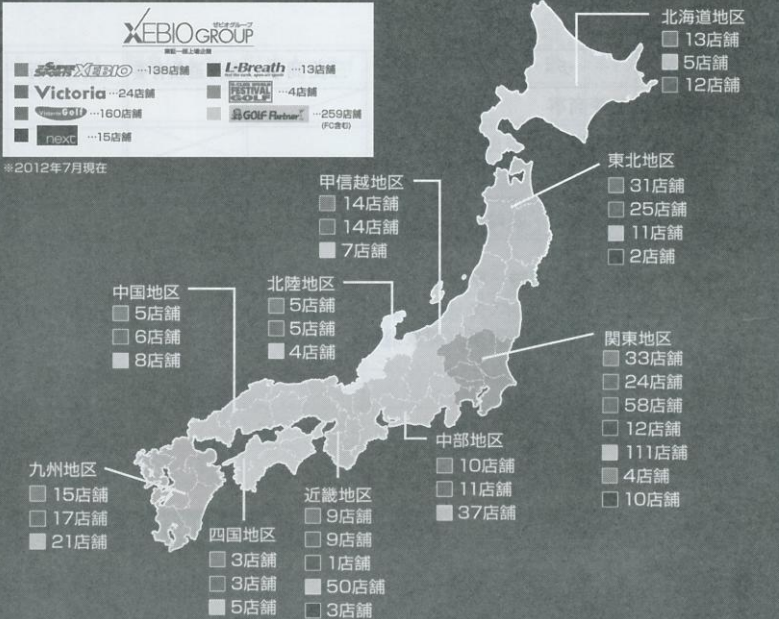 ゼビオグループ
XEBIO GROUP
東証一部上場企業
SUPER SPORTS XEBIO …138店舗
Victoria …24店舗
Victoria Golf …160店舗
next …15店舗
L-Breath …13店舗
FESTIVAL GOLF …4店舗
GOLF Partner …259店舗
(FC含む)
※2012年7月現在
北海道地区
13店舗
5店舗
12店舗
東北地区
31店舗
25店舗
11店舗
2店舗
甲信越地区
14店舗
14店舗
7店舗
北陸地区
5店舗
5店舗
4店舗
中国地区
5店舗
6店舗
8店舗
関東地区
33店舗
24店舗
58店舗
12店舗
111店舗
4店舗
10店舗
中部地区
10店舗
11店舗
37店舗
九州地区
15店舗
17店舗
21店舗
四国地区
3店舗
3店舗
5店舗
近畿地区
9店舗
9店舗
1店舗
50店舗
3店舗